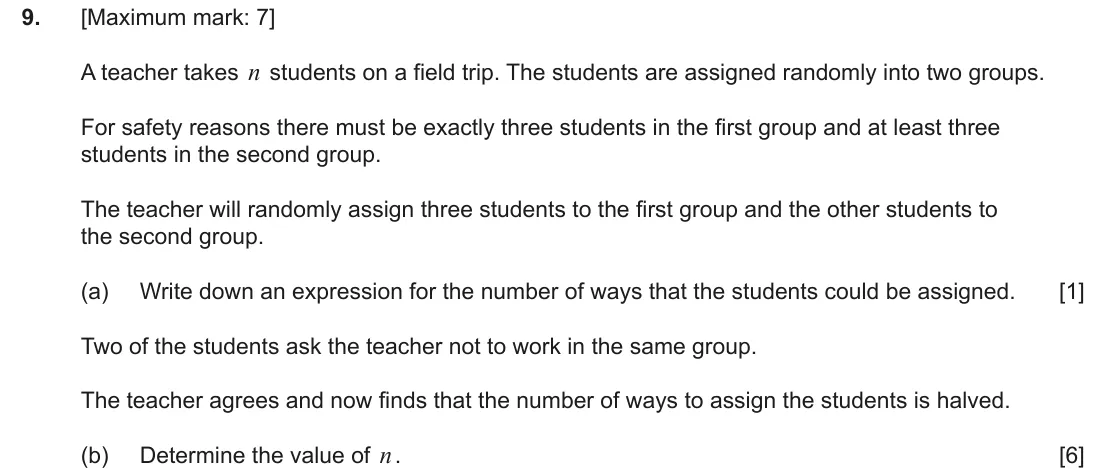 9. [Maximum mark: 7]
A teacher takes n students on a field trip. The students are assigned randomly into two groups.
For safety reasons there must be exactly three students in the first group and at least three
students in the second group.
The teacher will randomly assign three students to the first group and the other students to
the second group.
(a) Write down an expression for the number of ways that the students could be assigned. [1]
Two of the students ask the teacher not to work in the same group.
The teacher agrees and now finds that the number of ways to assign the students is halved.
(b) Determine the value of n. [6]